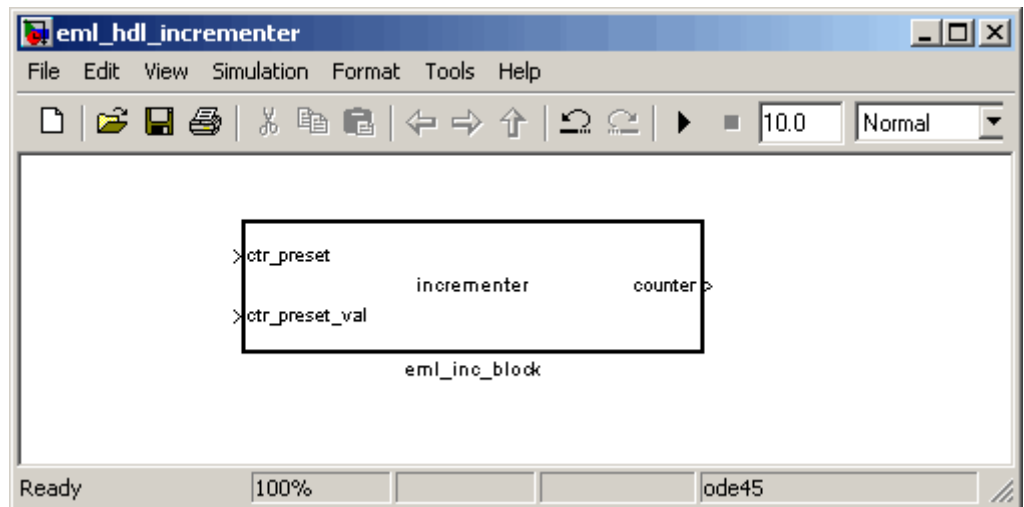 eml_hdl_incrementer
File Edit View Simulation Format Tools Help
10.0 Normal
ctr_preset
incrementer counter
ctr_preset_val
eml_inc_block
Ready 100% ode45